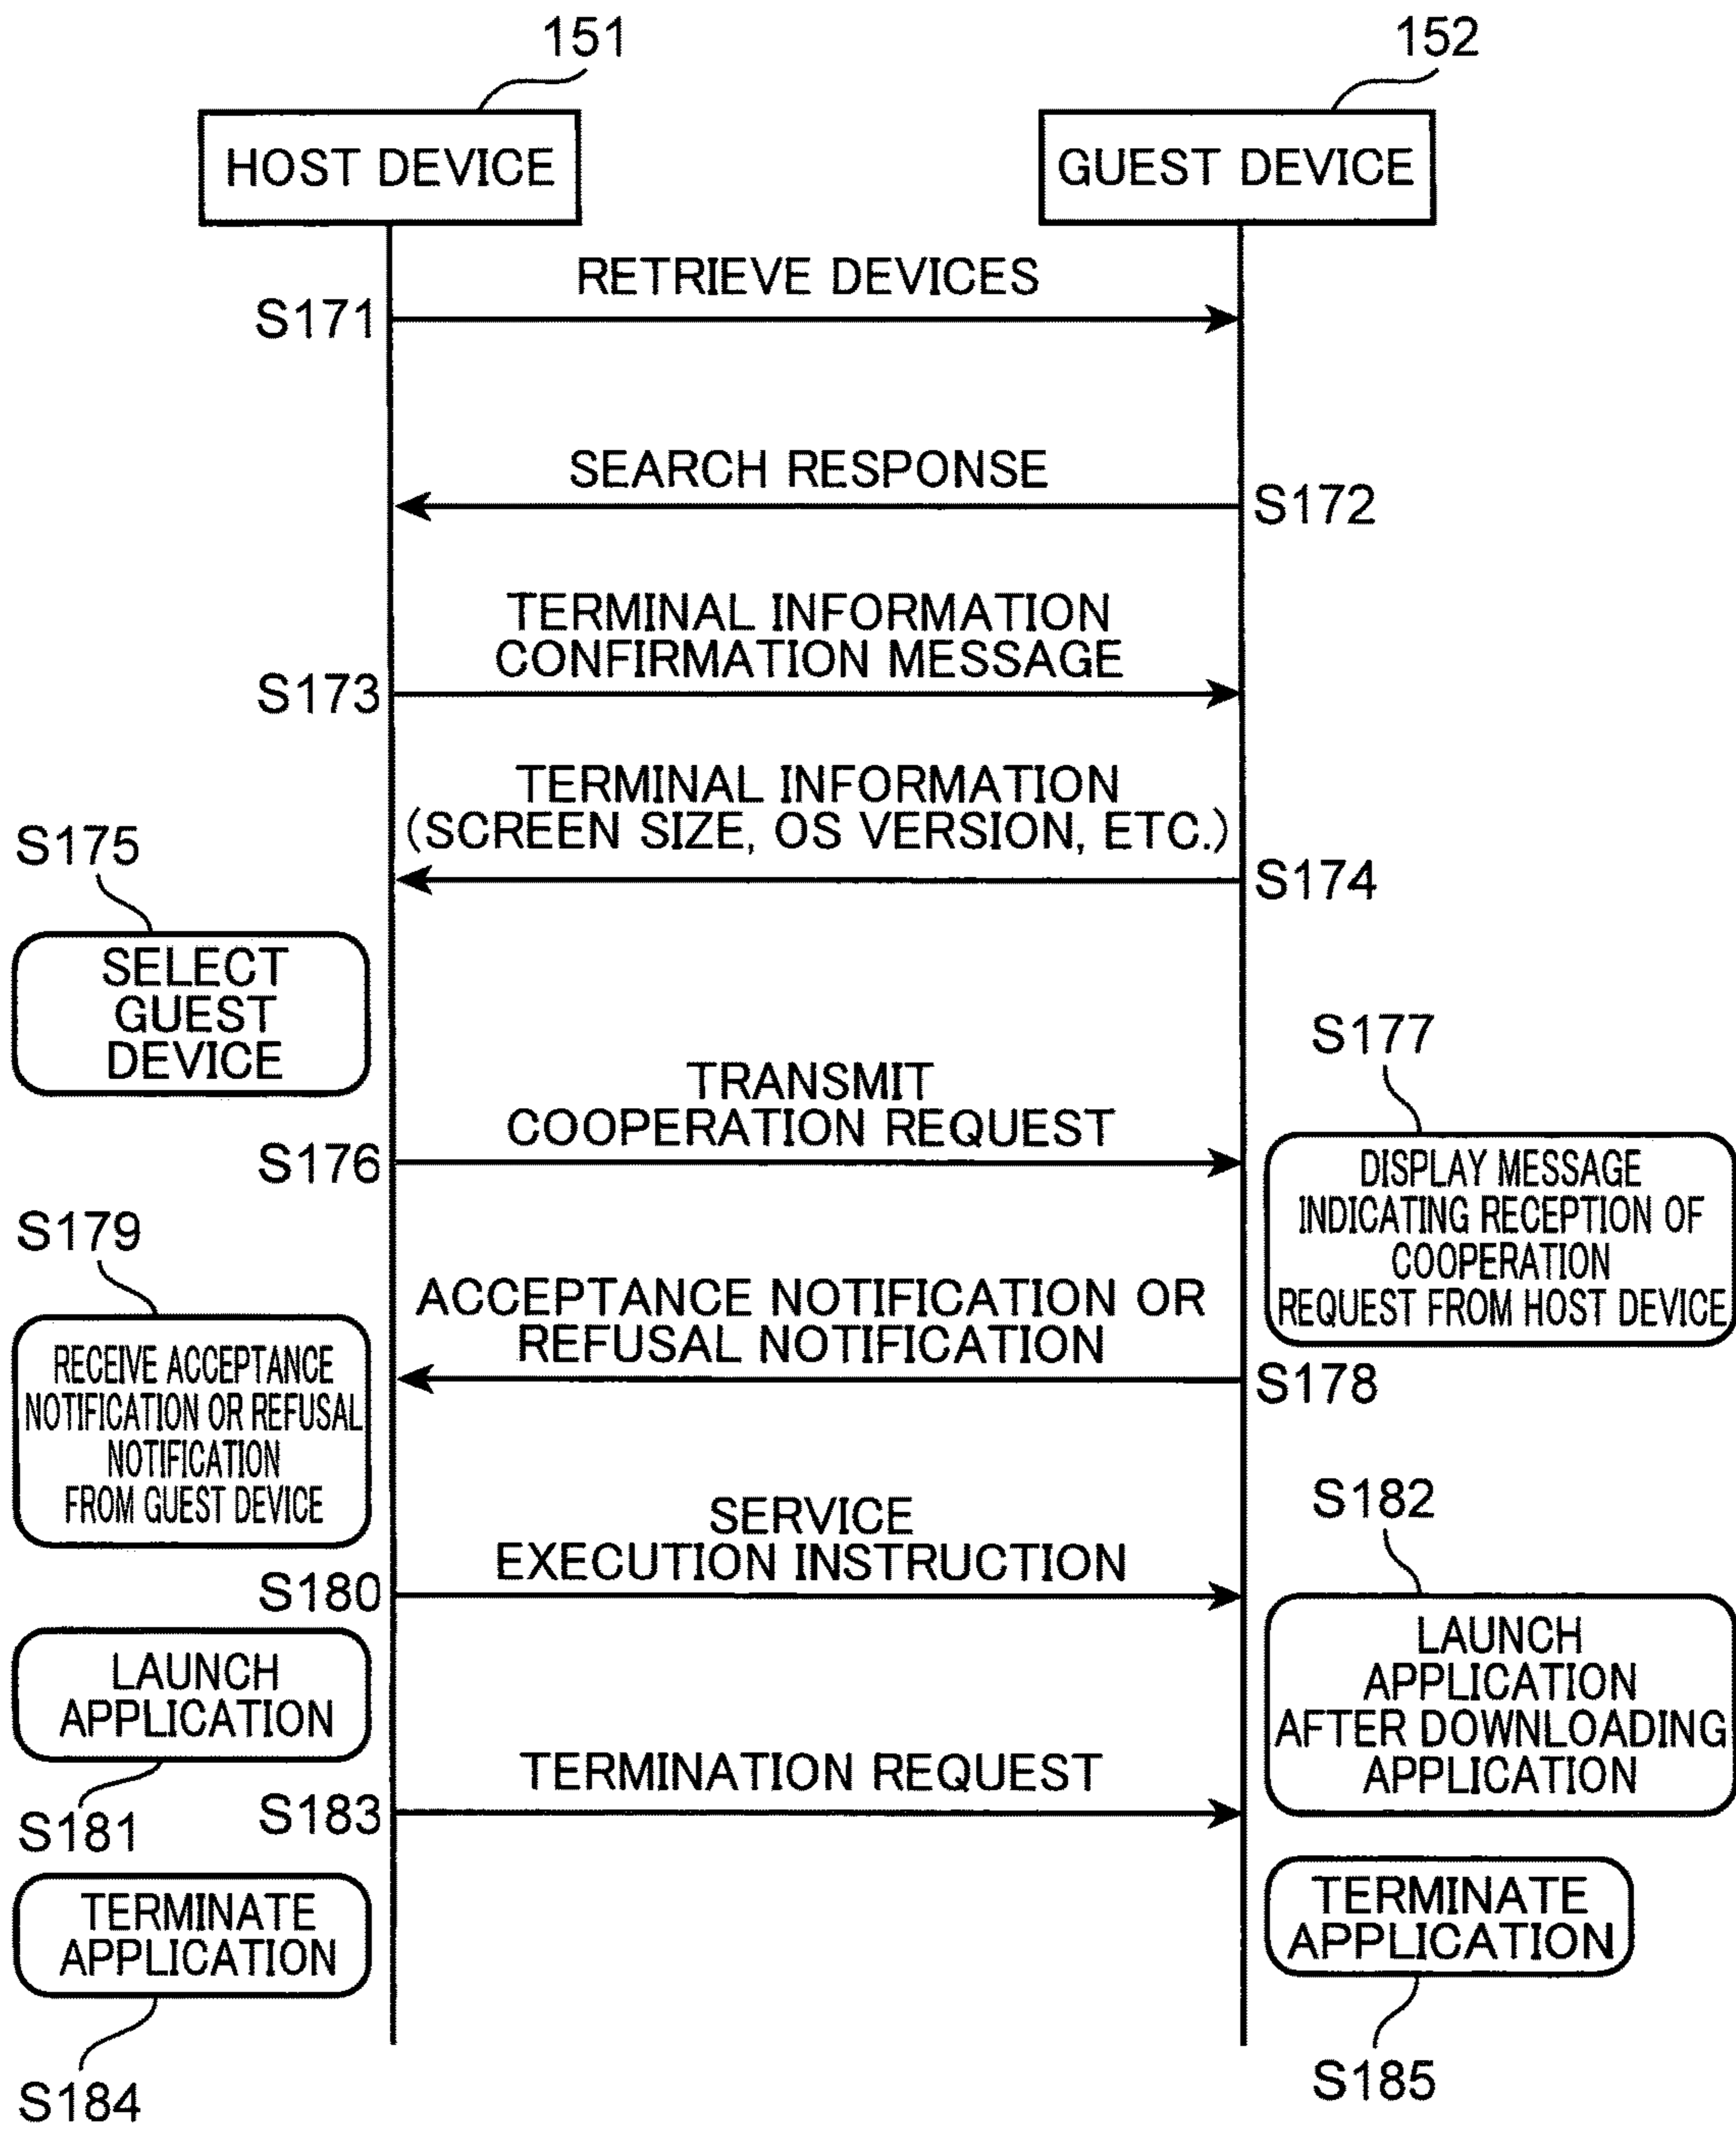 151
152
HOST DEVICE
GUEST DEVICE
RETRIEVE DEVICES
S171
SEARCH RESPONSE
S172
TERMINAL INFORMATION
CONFIRMATION MESSAGE
S173
TERMINAL INFORMATION
(SCREEN SIZE, OS VERSION, ETC.)
S174
S175
SELECT
GUEST
DEVICE
TRANSMIT
COOPERATION REQUEST
S176
S177
DISPLAY MESSAGE
INDICATING RECEPTION OF
COOPERATION
REQUEST FROM HOST DEVICE
ACCEPTANCE NOTIFICATION OR
REFUSAL NOTIFICATION
S178
S179
RECEIVE ACCEPTANCE
NOTIFICATION OR REFUSAL
NOTIFICATION
FROM GUEST DEVICE
SERVICE
EXECUTION INSTRUCTION
S180
LAUNCH
APPLICATION
S181
S182
LAUNCH
APPLICATION
AFTER DOWNLOADING
APPLICATION
TERMINATION REQUEST
S183
TERMINATE
APPLICATION
S184
TERMINATE
APPLICATION
S185